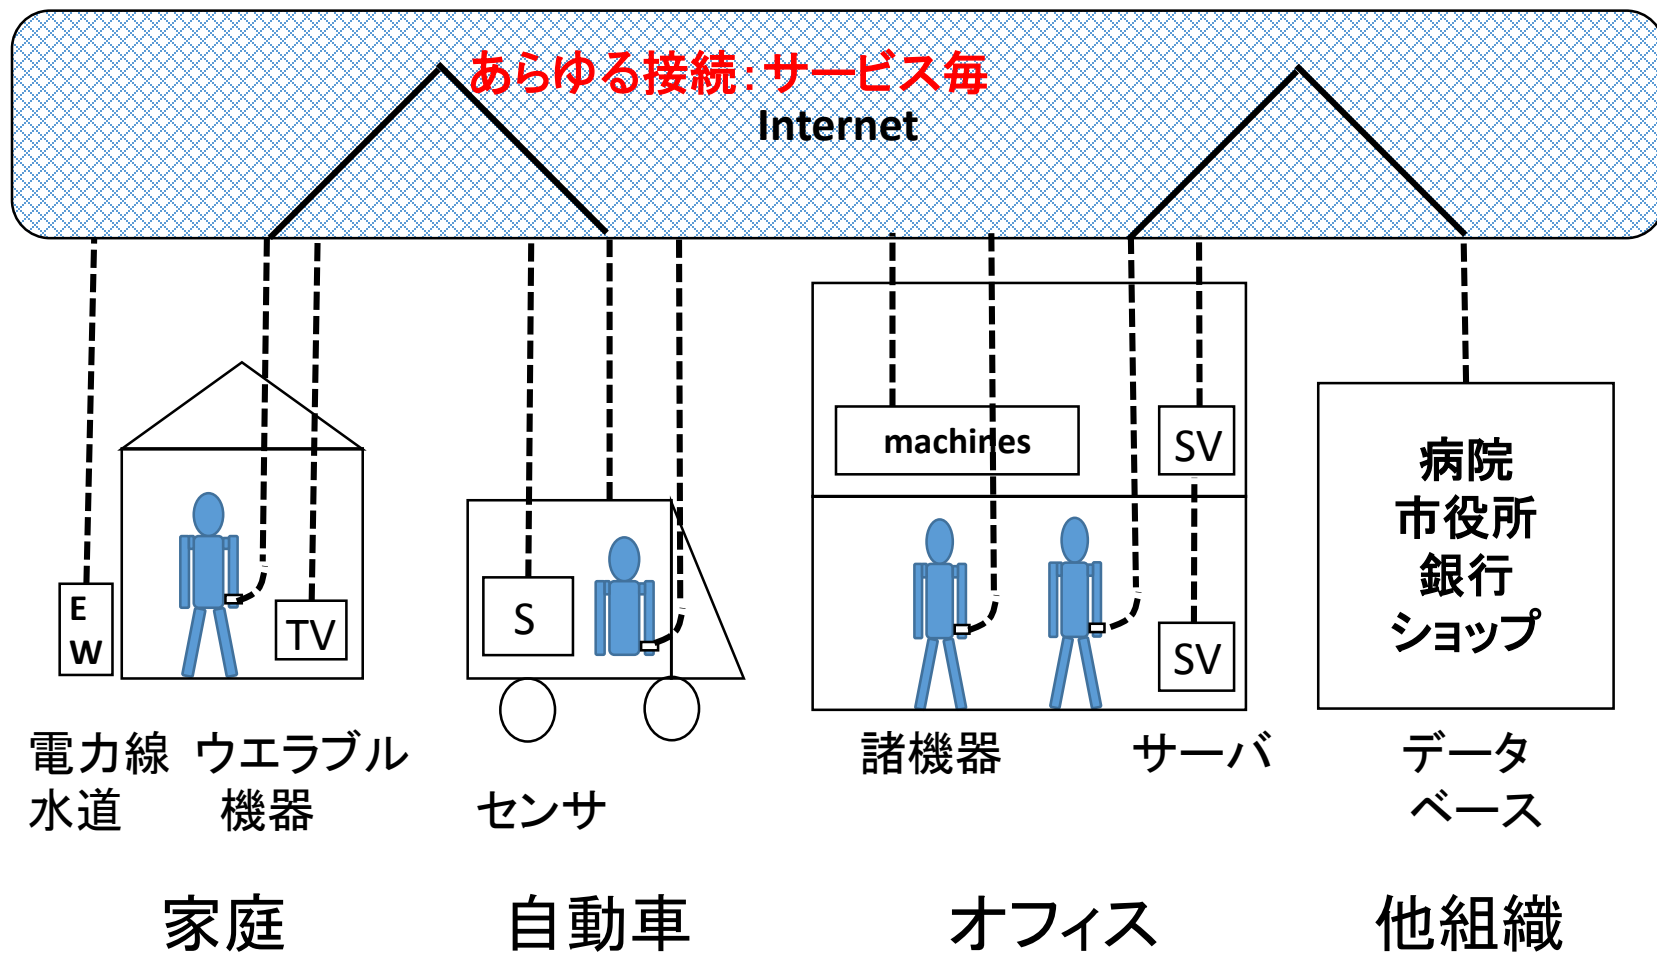 あらゆる接続：サービス毎
Internet
machines
SV
病院
市役所
銀行
ショップ
E
W
TV
S
SV
電力線
水道
ウエラブル
機器
センサ
諸機器
サーバ
データ
ベース
家庭
自動車
オフィス
他組織